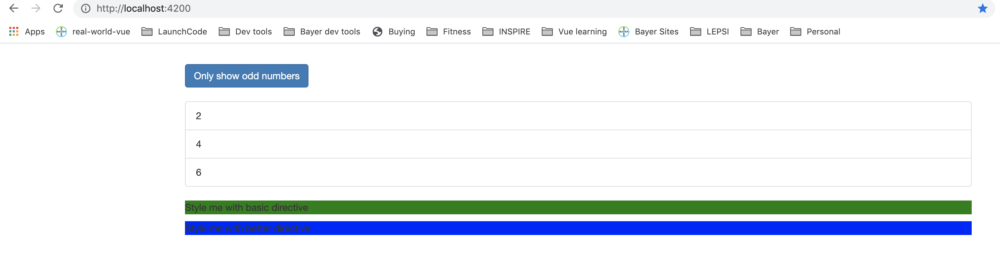 http://localhost:4200
Apps real-world-vue LaunchCode Dev tools Bayer dev tools Buying Fitness INSPIRE Vue learning Bayer Sites LEPSI Bayer Personal
Only show odd numbers
2
4
6
Style me with basic directive
Style me with better directive